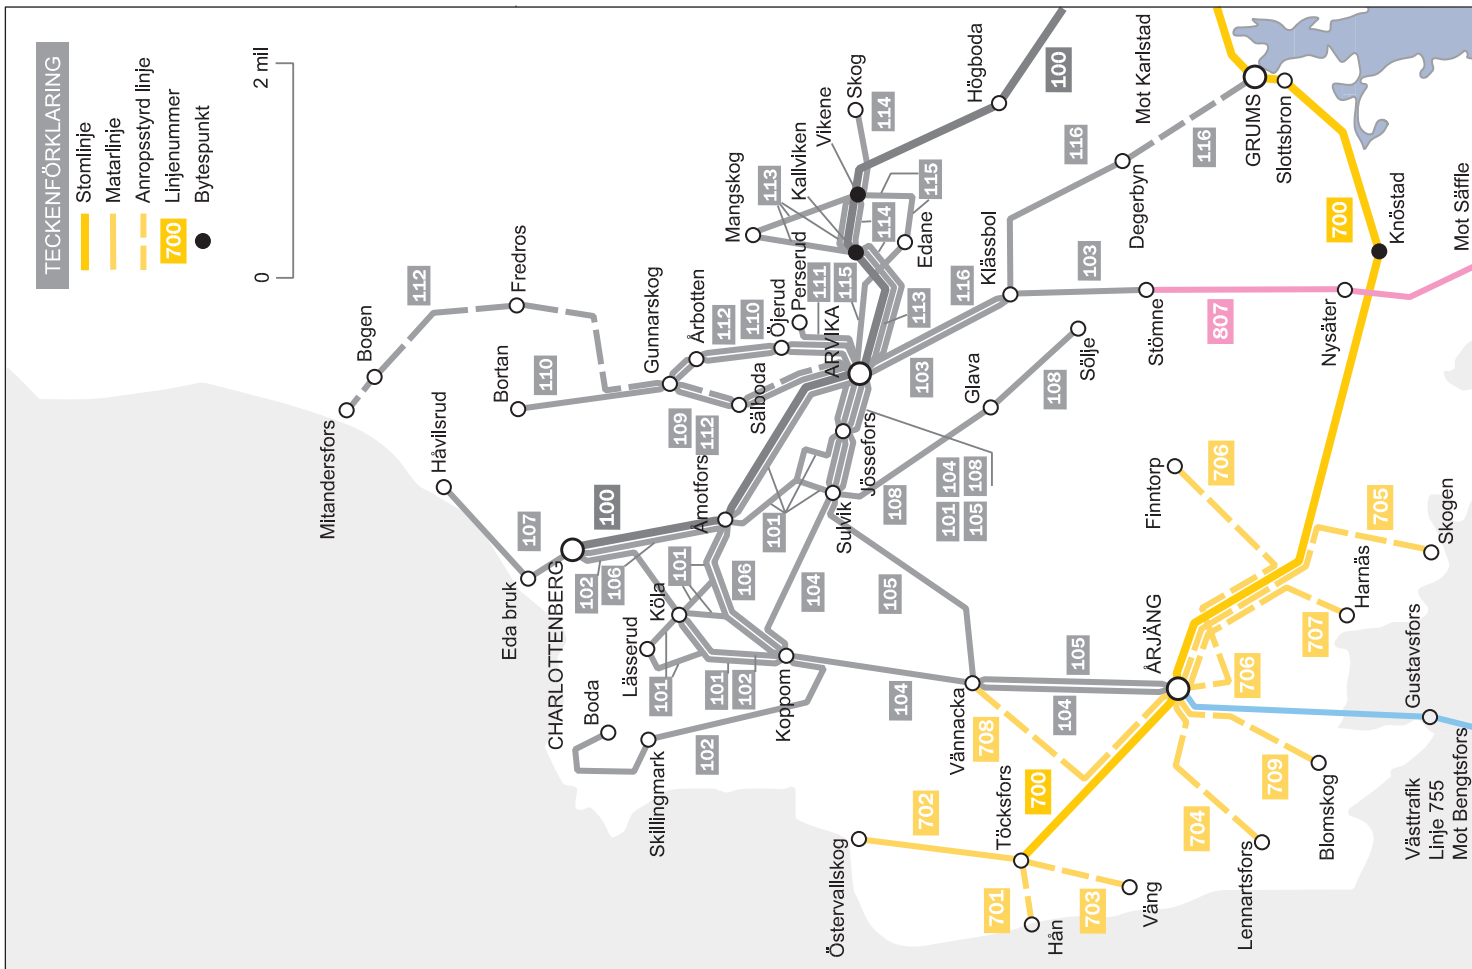 TECKENFÖRKLARING
Stomlinje
Matarlinje
Anropsstyrd linje
700
Linjenummer
Bytespunkt
0
2 mil
Mitandersfors
Bogen
112
Fredros
Håvilsrud
Bortan
110
Gunnarskog
Årbotten
112
110
Öjerud
Perserud
111
115
Mangskog
113
Kallviken
Vikene
Skog
114
Högboda
100
114
115
Edane
113
109
112
Sälboda
ARVIKA
Eda bruk
107
CHARLOTTENBERG
100
102
106
Åmotfors
101
Jössefors
Sulvik
108
101
104
105
108
103
116
Klässbol
116
Degerbyn
Mot Karlstad
116
GRUMS
Slottsbron
103
Stömne
807
Nysäter
700
Knöstad
Mot Säffle
Glava
108
Sölje
Köla
101
106
Lässerud
101
101
102
Boda
Skillingmark
102
Koppom
104
105
104
Vännacka
708
104
105
ÅRJÄNG
Finntorp
706
705
Skogen
Harnäs
707
706
Gustavsfors
Töcksfors
700
702
Östervallskog
701
Hån
703
Väng
704
Lennartsfors
709
Blomskog
Västtrafik
Linje 755
Mot Bengtsfors